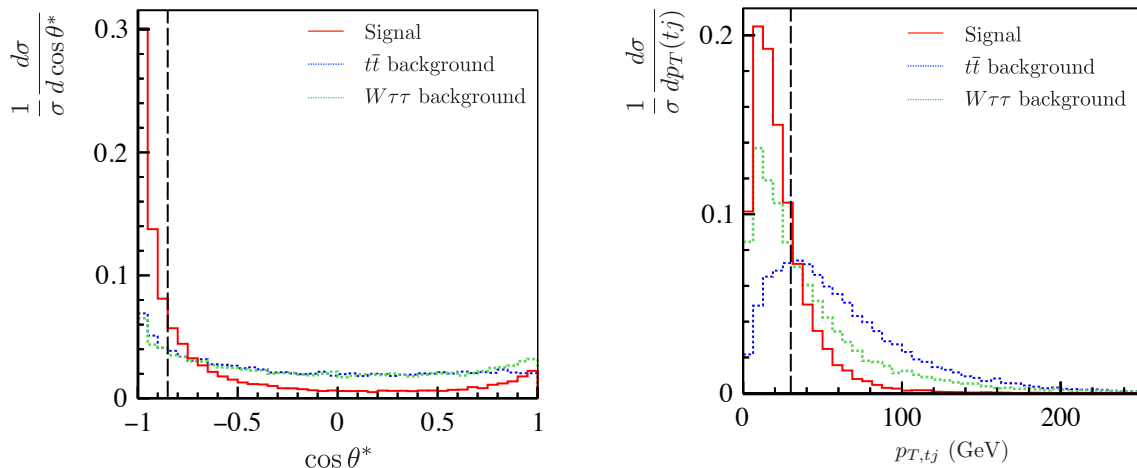 1/σ dσ/d cos θ*
Signal
tt̄ background
Wττ background
0.3
0.2
0.1
0
−1 −0.5 0 0.5 1
cos θ*
1/σ dσ/dp_T(tj)
Signal
tt̄ background
Wττ background
0.2
0.1
0
0 100 200
p_{T,tj} (GeV)